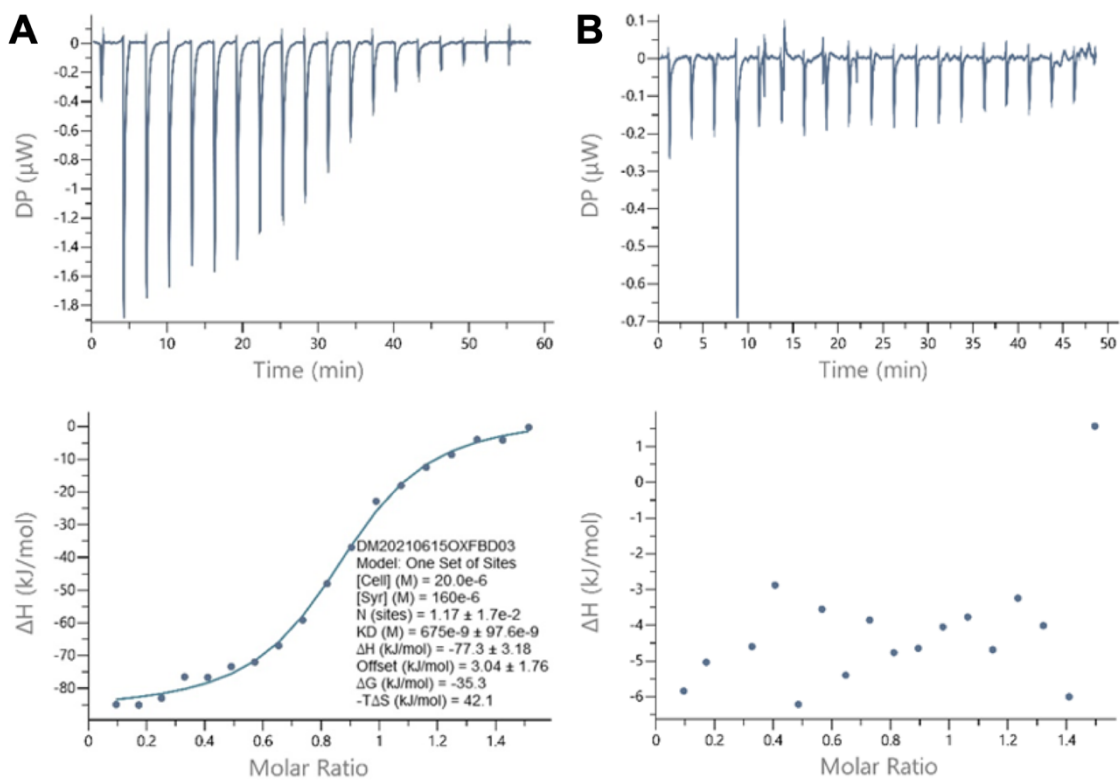 A
0
-0.2
-0.4
-0.6
-0.8
-1
-1.2
-1.4
-1.6
-1.8
DP (µW)
0 10 20 30 40 50 60
Time (min)
B
0.1
0
-0.1
-0.2
-0.3
-0.4
-0.5
-0.6
-0.7
DP (µW)
0 5 10 15 20 25 30 35 40 45 50
Time (min)
0
-10
-20
-30
-40
-50
-60
-70
-80
ΔH (kJ/mol)
DM20210615OXFBD03
Model: One Set of Sites
[Cell] (M) = 20.0e-6
[Syr] (M) = 160e-6
N (sites) = 1.17 ± 1.7e-2
KD (M) = 675e-9 ± 97.6e-9
ΔH (kJ/mol) = -77.3 ± 3.18
Offset (kJ/mol) = 3.04 ± 1.76
ΔG (kJ/mol) = -35.3
-TΔS (kJ/mol) = 42.1
0 0.2 0.4 0.6 0.8 1 1.2 1.4
Molar Ratio
1
0
-1
-2
-3
-4
-5
-6
ΔH (kJ/mol)
0 0.2 0.4 0.6 0.8 1 1.2 1.4
Molar Ratio